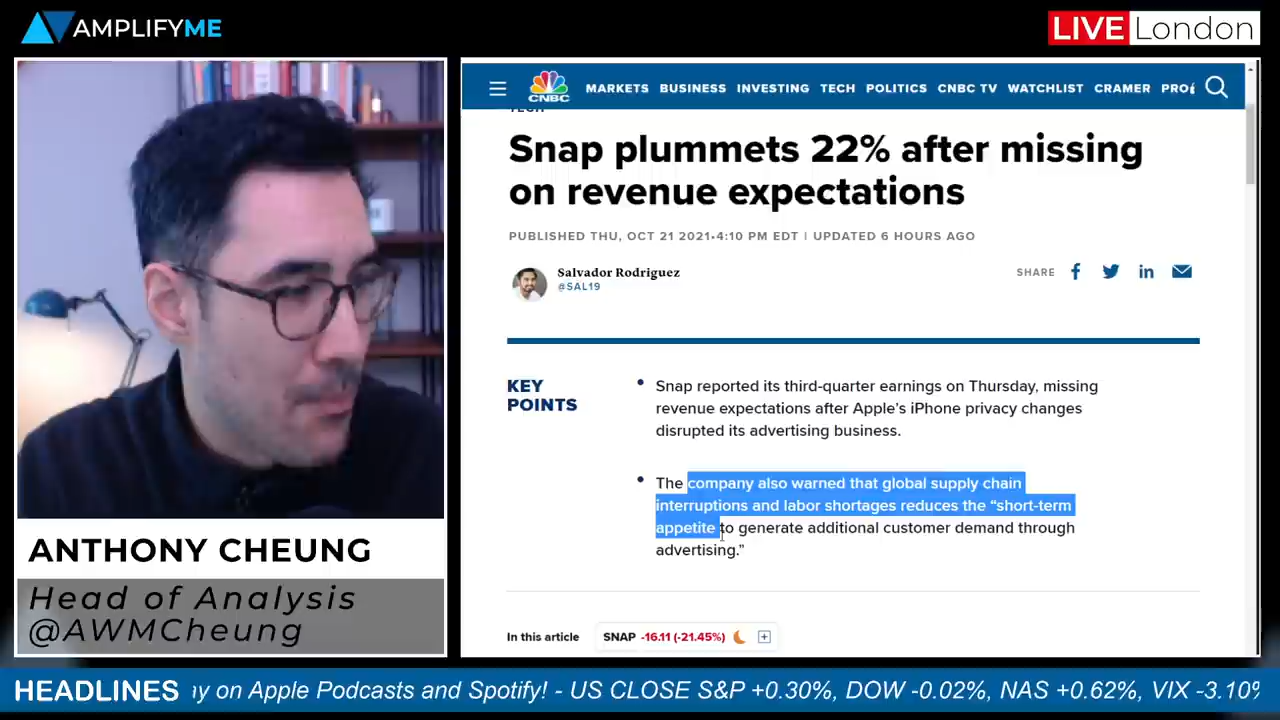 AMPLIFYME
LIVE London
CNBC
MARKETS BUSINESS INVESTING TECH POLITICS CNBC TV WATCHLIST CRAMER
TECH
Snap plummets 22% after missing
on revenue expectations
PUBLISHED THU, OCT 21 2021•4:10 PM EDT | UPDATED 6 HOURS AGO
Salvador Rodriguez
@SAL19
SHARE
KEY
POINTS
• Snap reported its third-quarter earnings on Thursday, missing
revenue expectations after Apple’s iPhone privacy changes
disrupted its advertising business.
• The company also warned that global supply chain
interruptions and labor shortages reduces the “short-term
appetite to generate additional customer demand through
advertising.”
In this article
SNAP -16.11 (-21.45%)
ANTHONY CHEUNG
Head of Analysis
@AWMCheung
HEADLINES
on Apple Podcasts and Spotify! - US CLOSE S&P +0.30%, DOW -0.02%, NAS +0.62%, VIX -3.10%